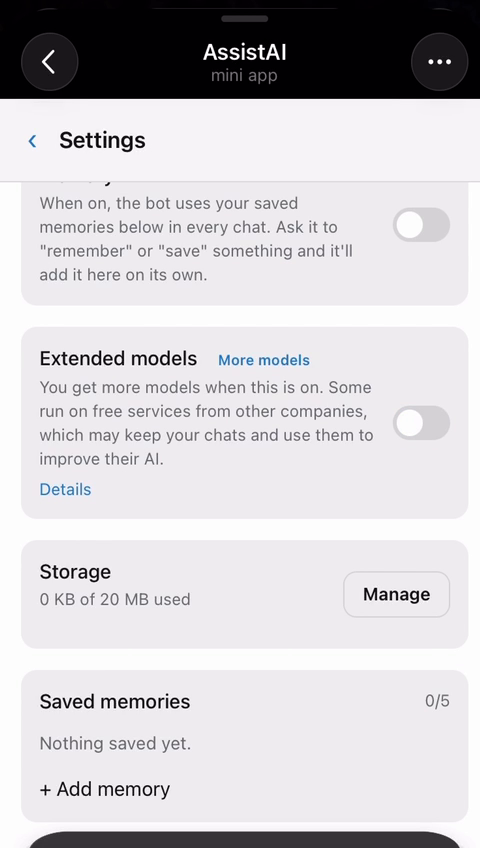 AssistAI
mini app
Settings
When on, the bot uses your saved
memories below in every chat. Ask it to
"remember" or "save" something and it'll
add it here on its own.
Extended models More models
You get more models when this is on. Some
run on free services from other companies,
which may keep your chats and use them to
improve their AI.
Details
Storage
0 KB of 20 MB used
Manage
Saved memories 0/5
Nothing saved yet.
+ Add memory